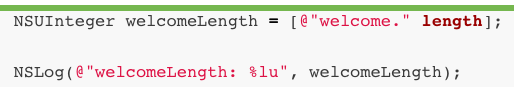 NSUInteger welcomeLength = [@"welcome." length];
NSLog(@"welcomeLength: %lu", welcomeLength);